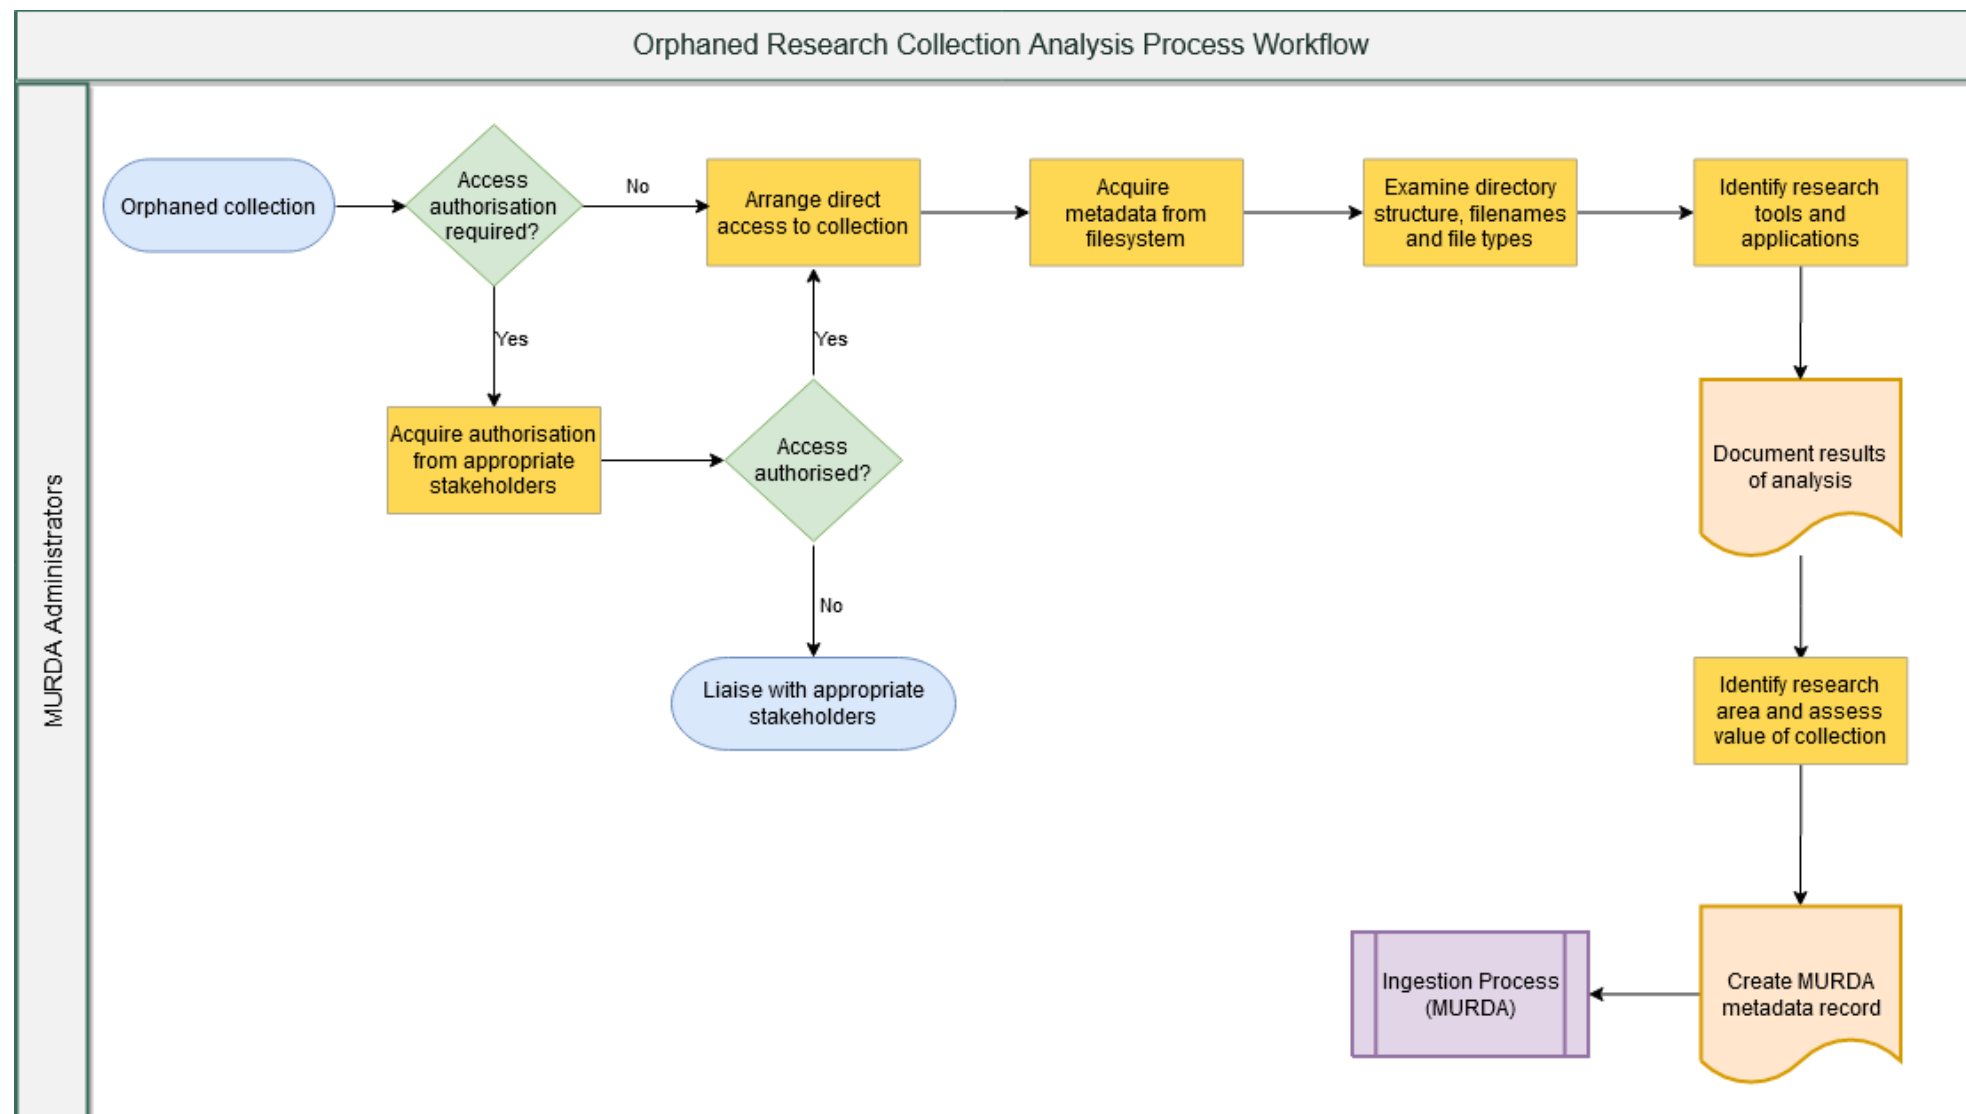 Orphaned Research Collection Analysis Process Workflow
MURDA Administrators
Orphaned collection
Access
authorisation
required?
No
Arrange direct
access to collection
Acquire
metadata from
filesystem
Examine directory
structure, filenames
and file types
Identify research
tools and
applications
Yes
Yes
Acquire authorisation
from appropriate
stakeholders
Access
authorised?
Document results
of analysis
No
Liaise with appropriate
stakeholders
Identify research
area and assess
value of collection
Ingestion Process
(MURDA)
Create MURDA
metadata record